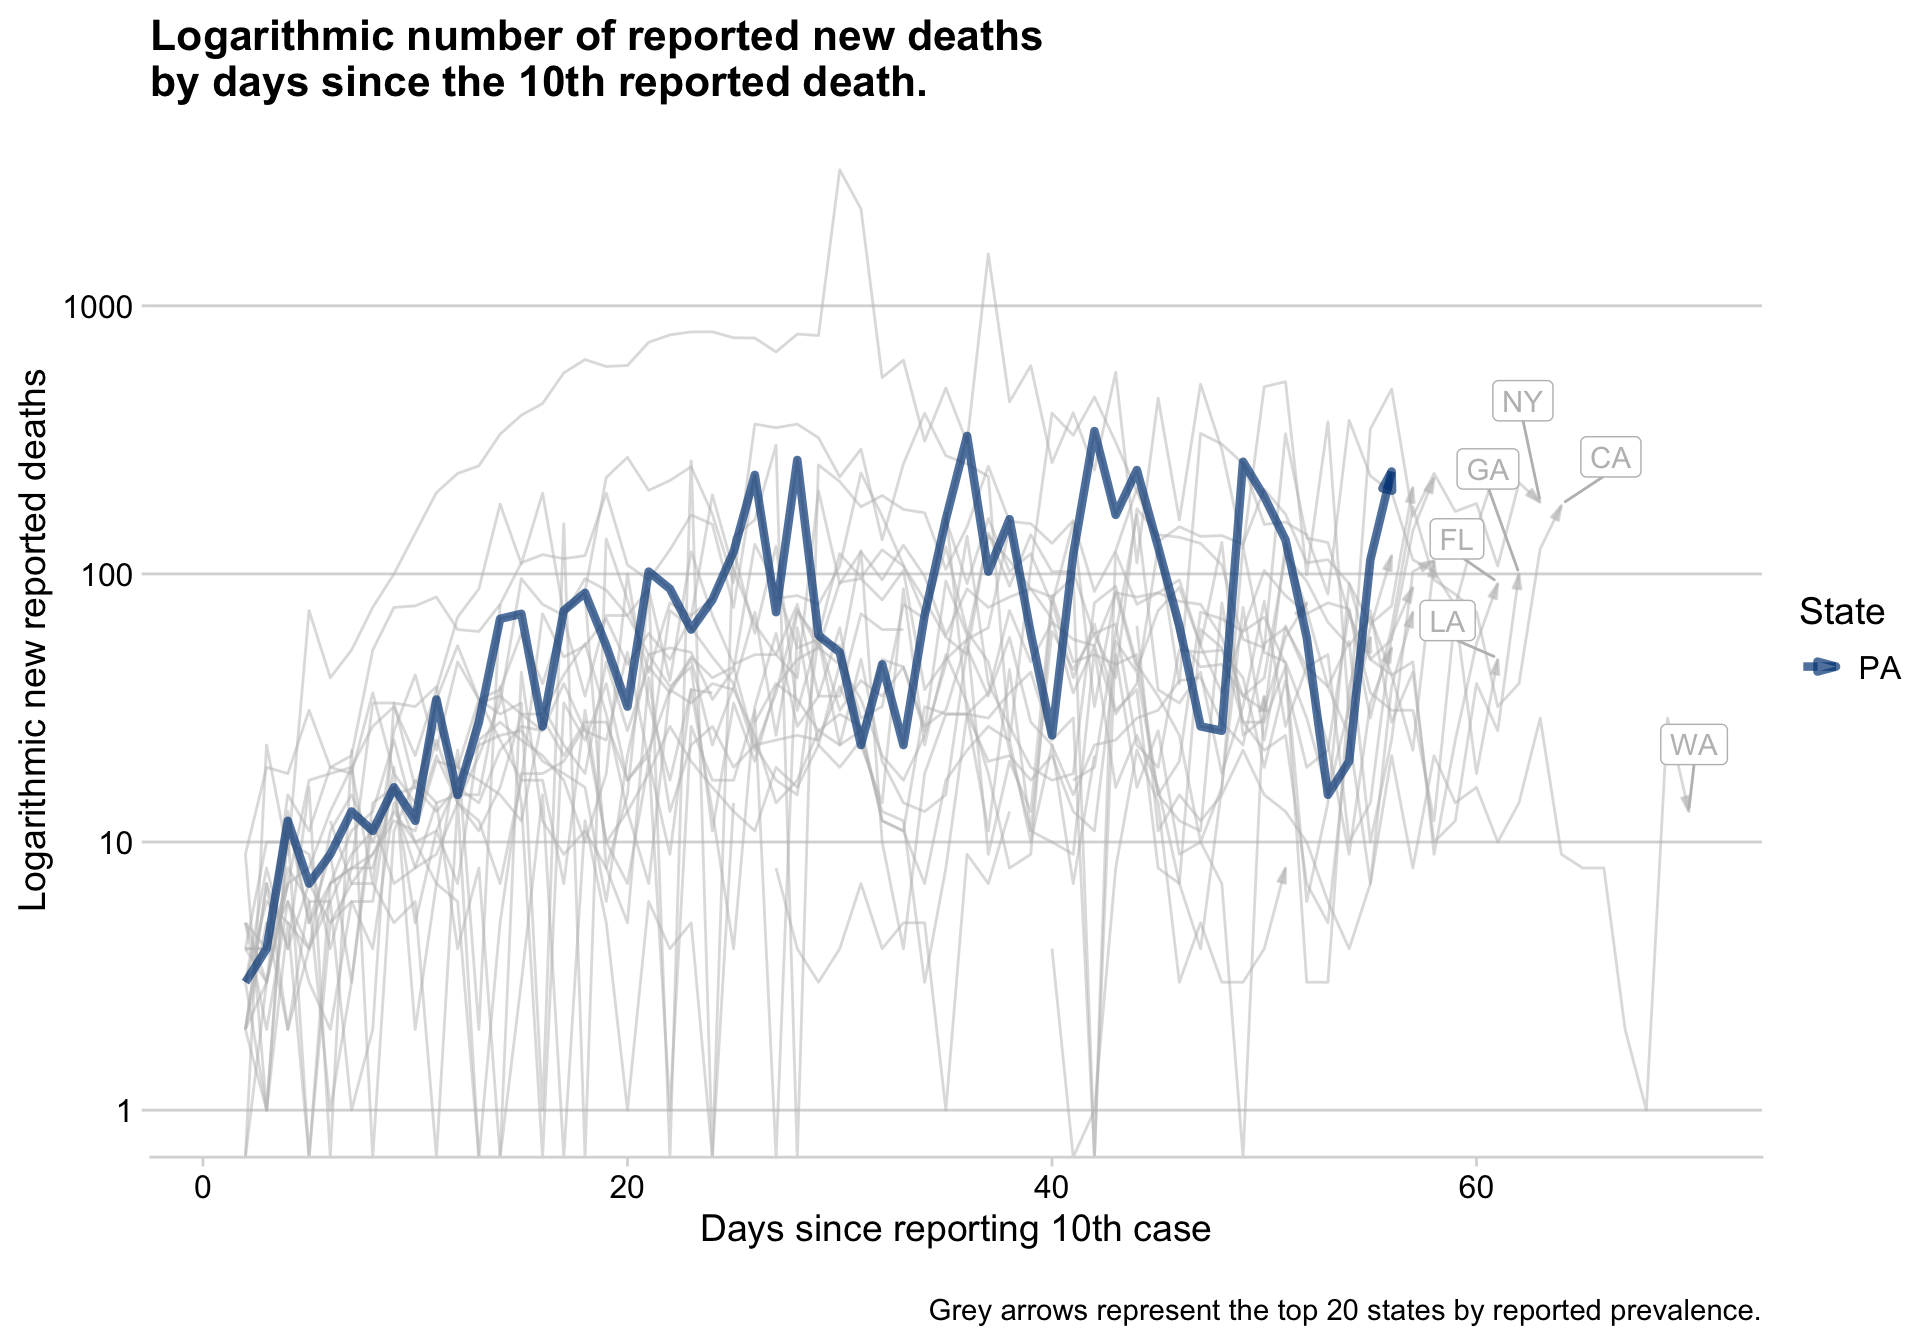 Logarithmic number of reported new deaths
by days since the 10th reported death.
Logarithmic new reported deaths
1000
100
10
1
NY
CA
GA
FL
LA
WA
State
PA
0
20
40
60
Days since reporting 10th case
Grey arrows represent the top 20 states by reported prevalence.